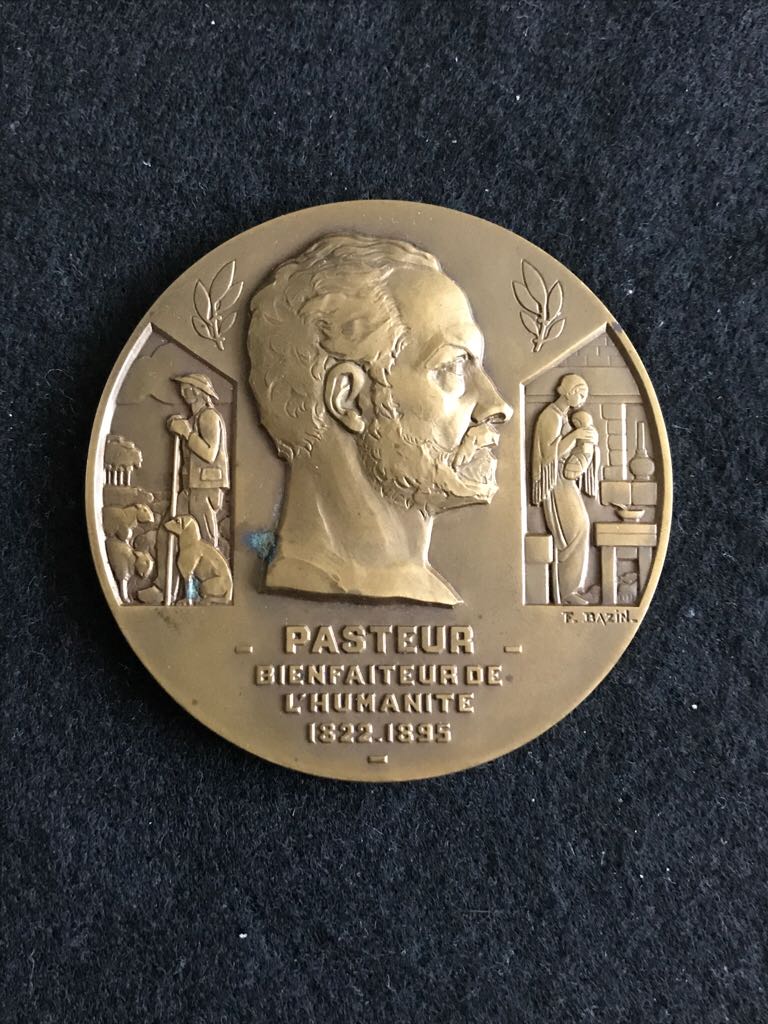 PASTEUR
BIENFAITEUR DE
L'HUMANITE
1822.1895
F. BAZIN